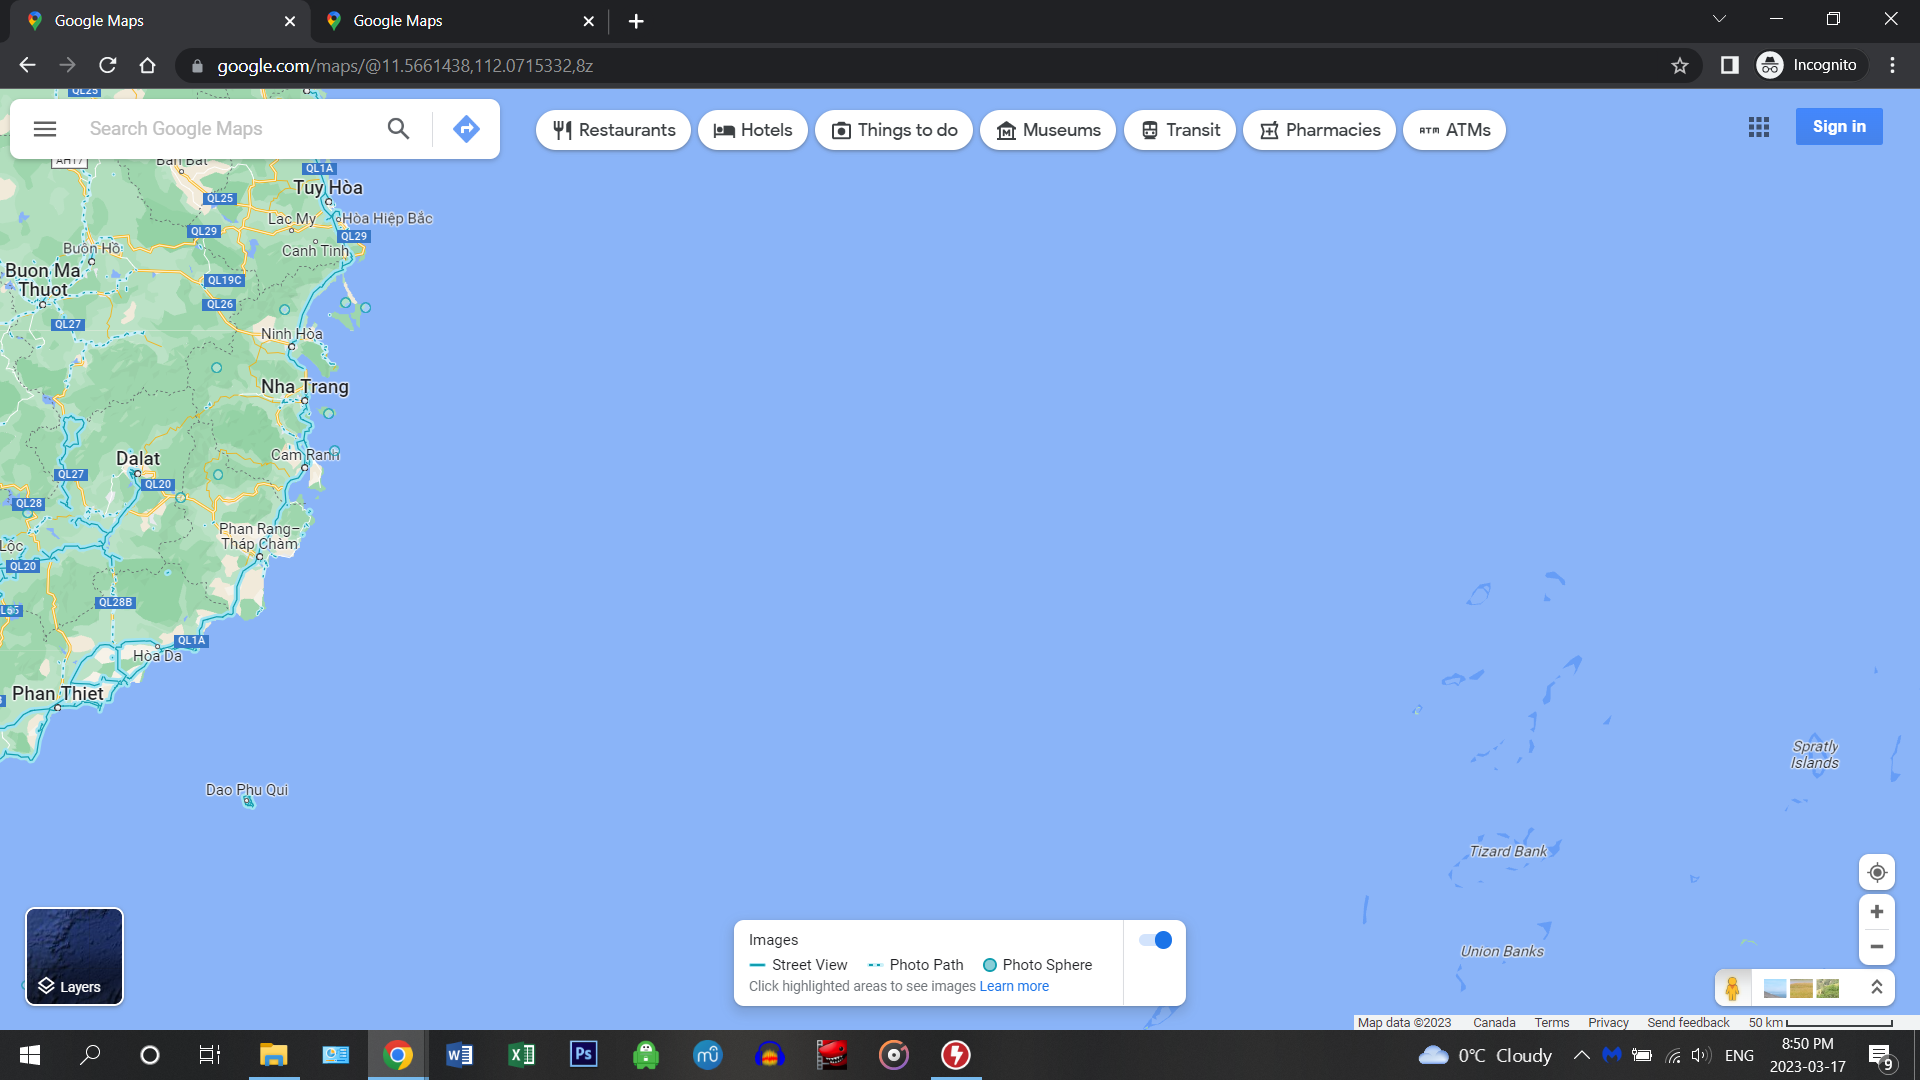 Google Maps
Google Maps
google.com/maps/@11.5661438,112.0715332,8z
Incognito
Search Google Maps
Restaurants
Hotels
Things to do
Museums
Transit
Pharmacies
ATM ATMs
Sign in
QL25
AH17
Ban Bat
QL1A
Tuy Hòa
QL25
Lac My
Hòa Hiệp Bắc
QL29
QL29
Buôn Hồ
Canh Tinh
Buon Ma
Thuot
QL19C
QL26
QL27
Ninh Hòa
Nha Trang
Cam Ranh
Dalat
QL27
QL20
QL28
Phan Rang–
Tháp Chàm
Lộc
QL20
QL28B
QL55
QL1A
Hòa Da
Phan Thiet
Dao Phu Qui
Spratly
Islands
Tizard Bank
Union Banks
Layers
Images
Street View
Photo Path
Photo Sphere
Click highlighted areas to see images Learn more
Map data ©2023
Canada
Terms
Privacy
Send feedback
50 km
W
X
Ps
0°C Cloudy
ENG
8:50 PM
2023-03-17
9